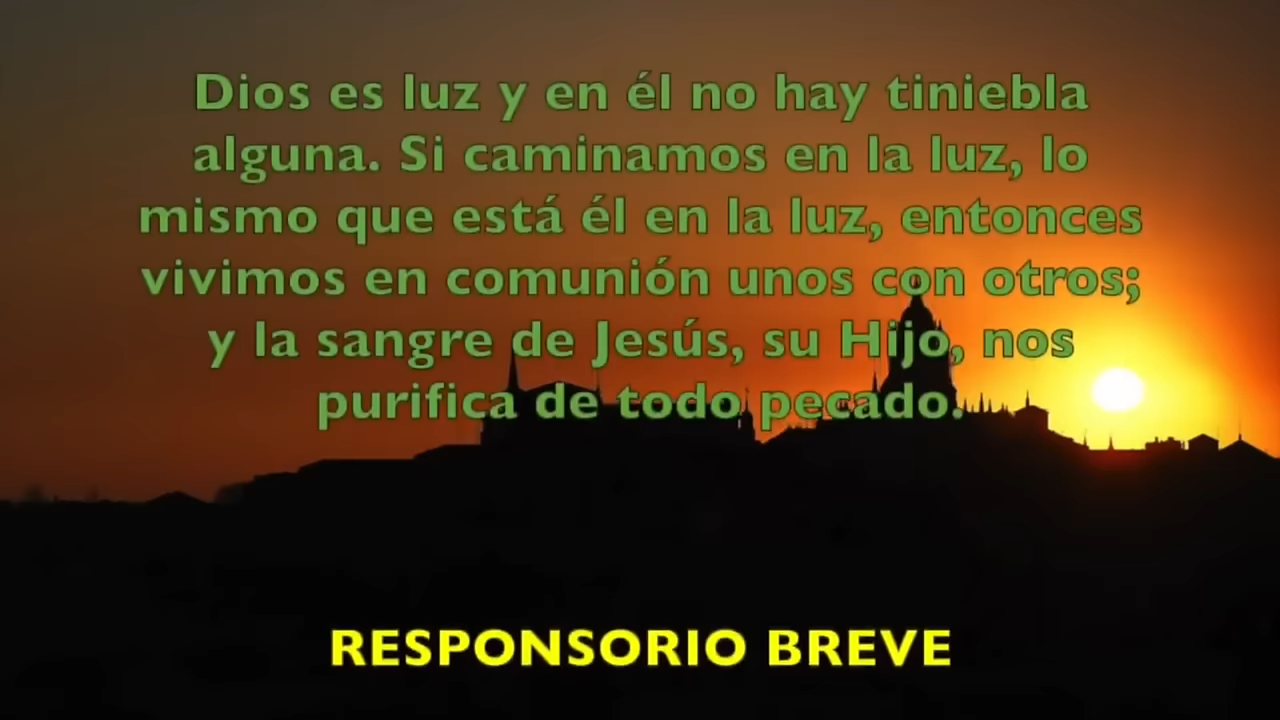 Dios es luz y en él no hay tiniebla
alguna. Si caminamos en la luz, lo
mismo que está él en la luz, entonces
vivimos en comunión unos con otros;
y la sangre de Jesús, su Hijo, nos
purifica de todo pecado.
RESPONSORIO BREVE